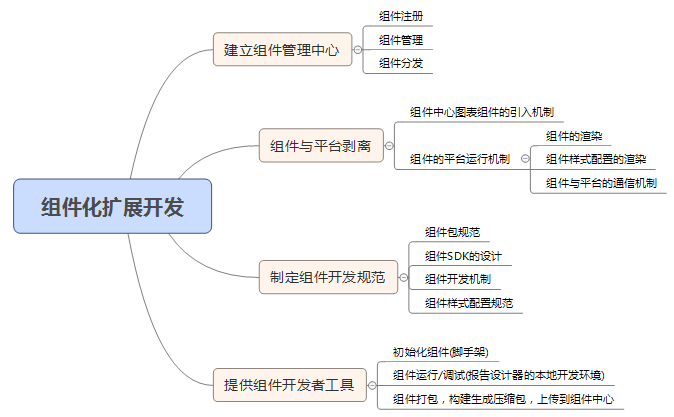 组件化扩展开发
建立组件管理中心
组件注册
组件管理
组件分发
组件与平台剥离
组件中心图表组件的引入机制
组件的平台运行机制
组件的渲染
组件样式配置的渲染
组件与平台的通信机制
制定组件开发规范
组件包规范
组件SDK的设计
组件开发机制
组件样式配置规范
提供组件开发者工具
初始化组件(脚手架)
组件运行/调试(报告设计器的本地开发环境)
组件打包，构建生成压缩包，上传到组件中心